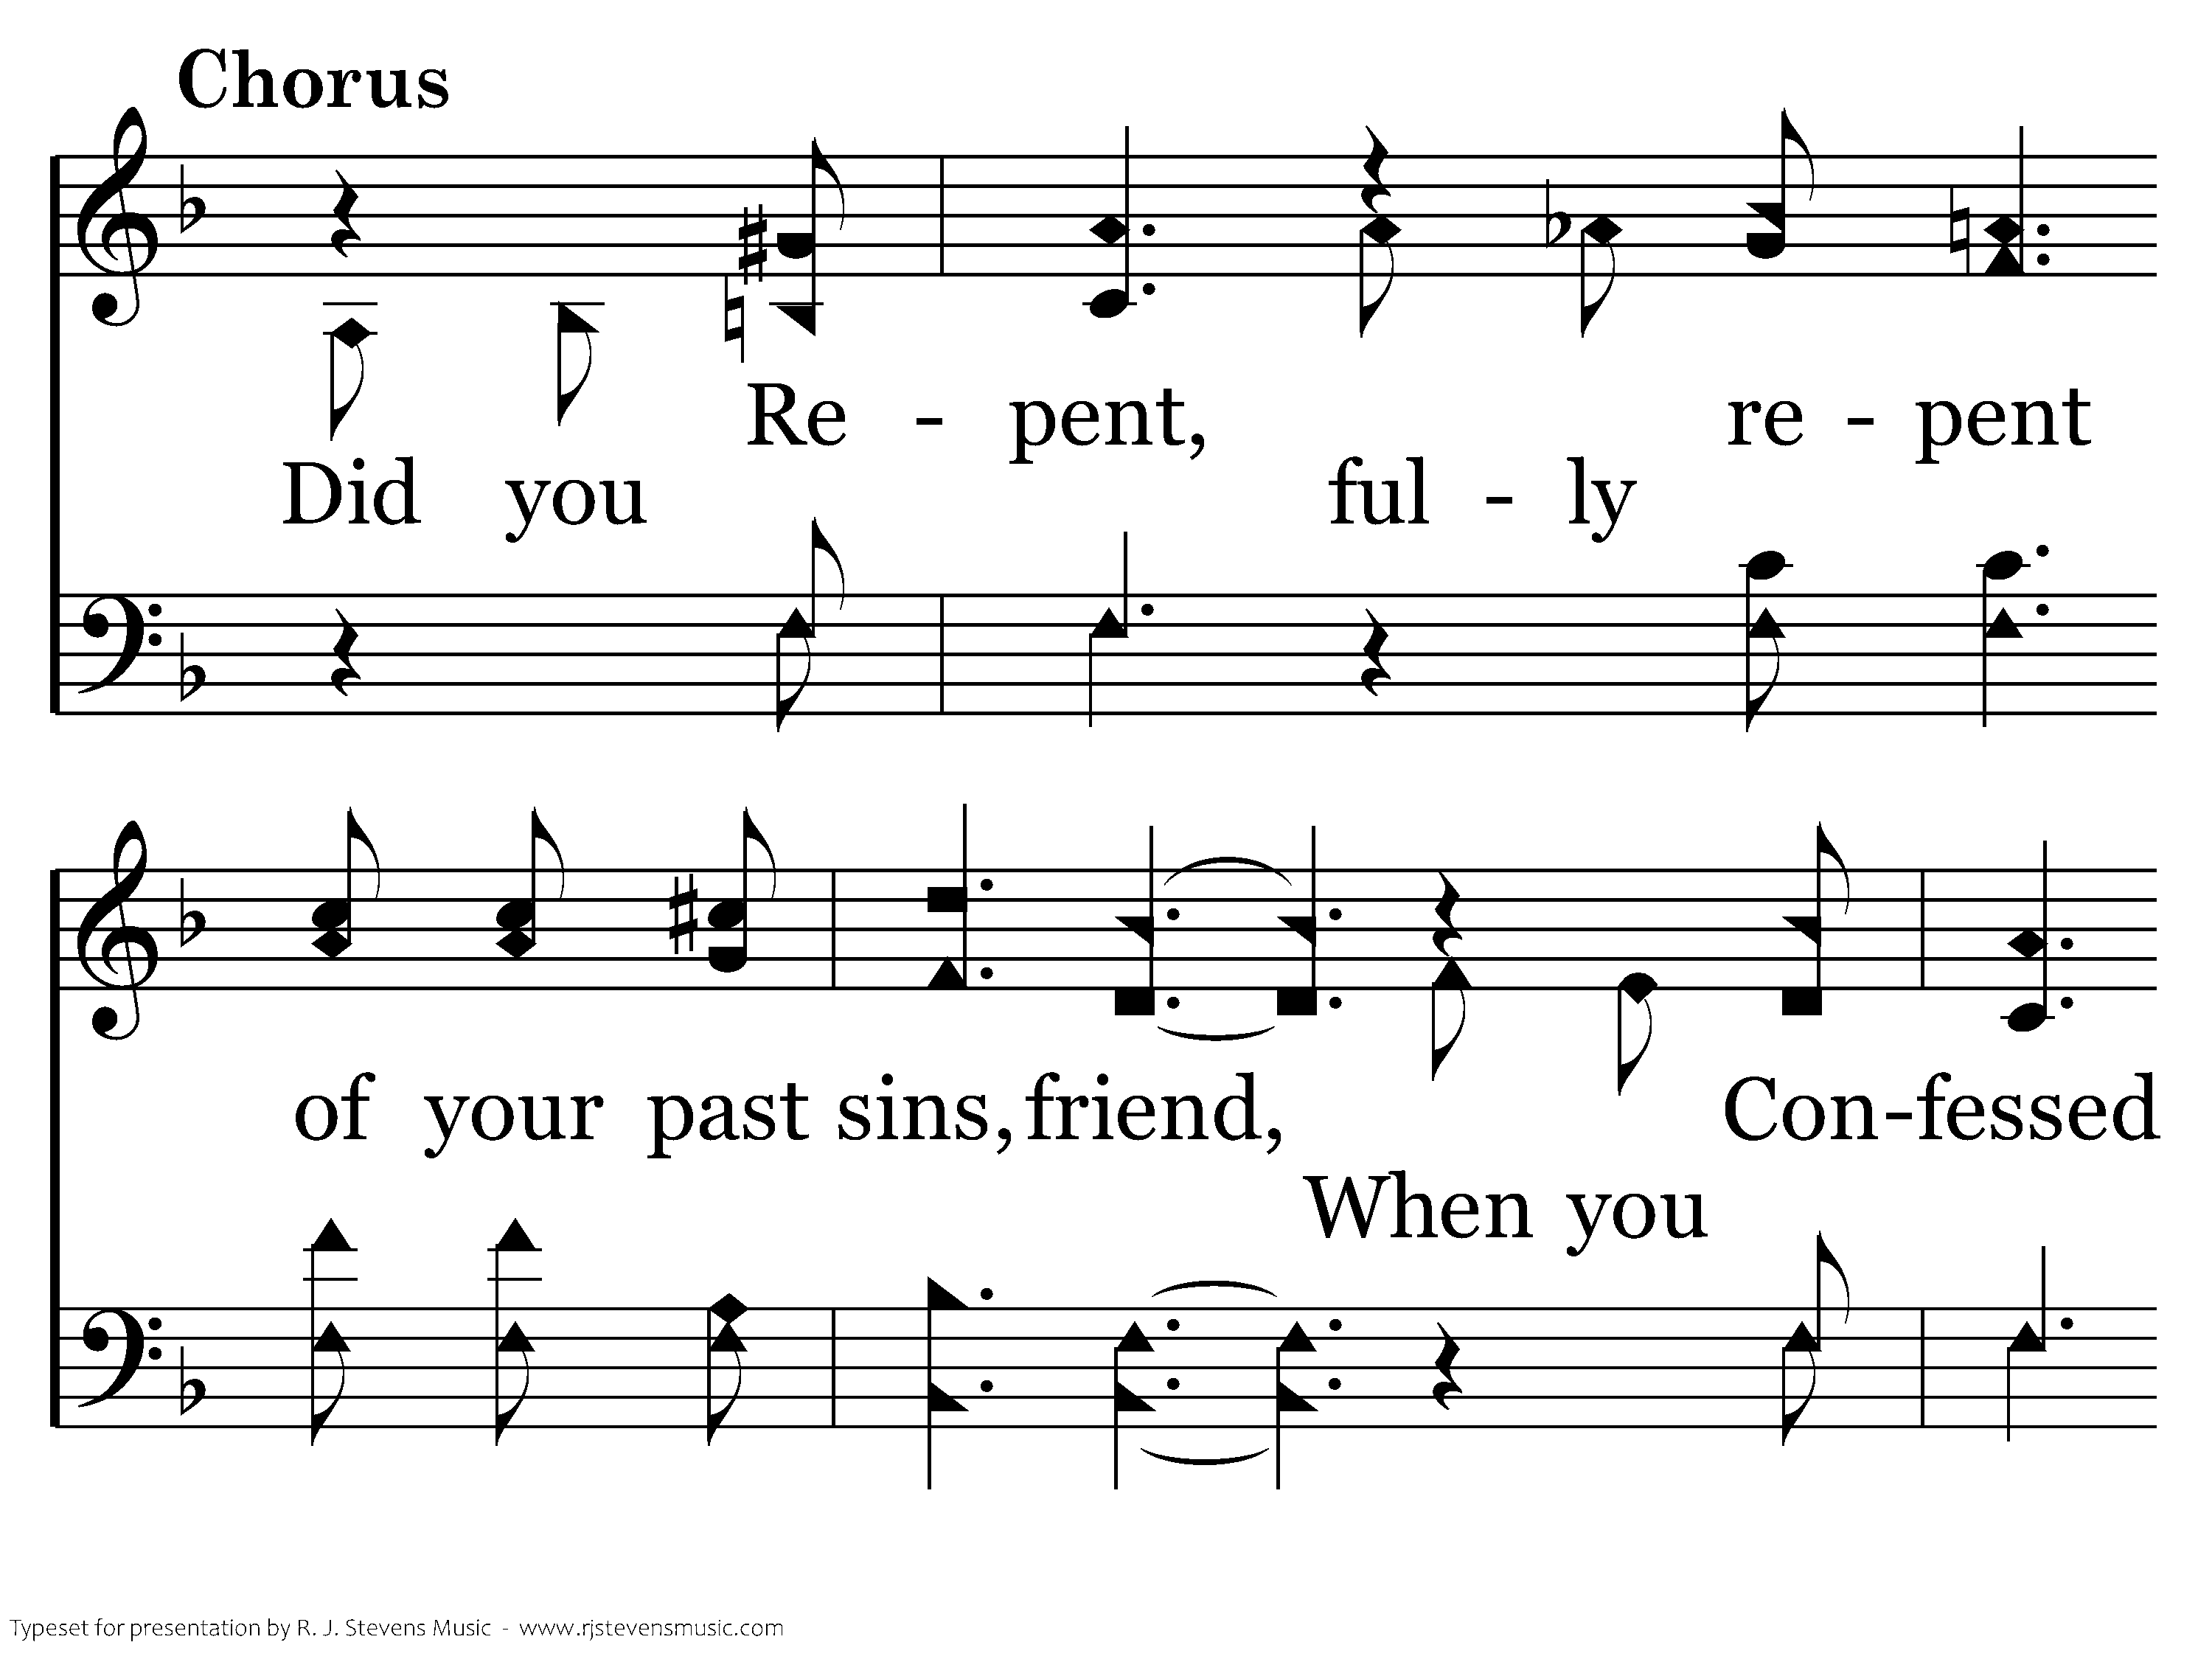 Chorus
Re - pent, re - pent
Did you ful - ly
of your past sins, friend, Con-fessed
When you
Typeset for presentation by R. J. Stevens Music - www.rjstevensmusic.com